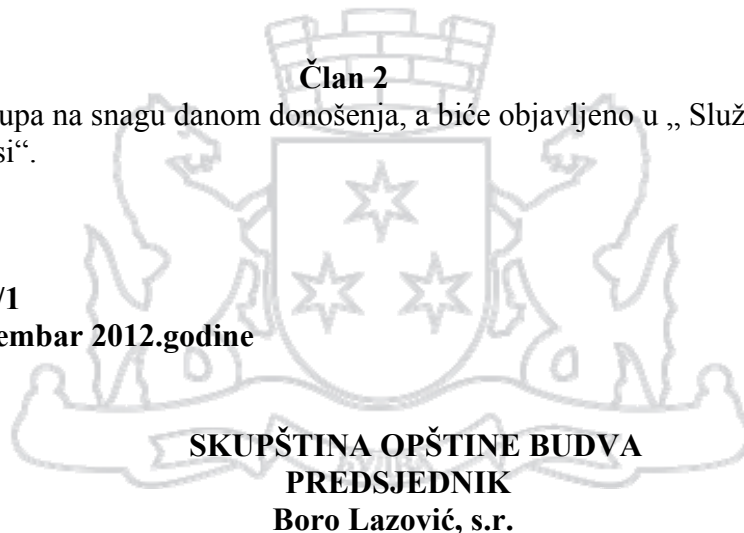 Član 2
upa na snagu danom donošenja, a biće objavljeno u „ Služ
si“.
/1
embar 2012.godine
SKUPŠTINA OPŠTINE BUDVA
PREDSJEDNIK
Boro Lazović, s.r.